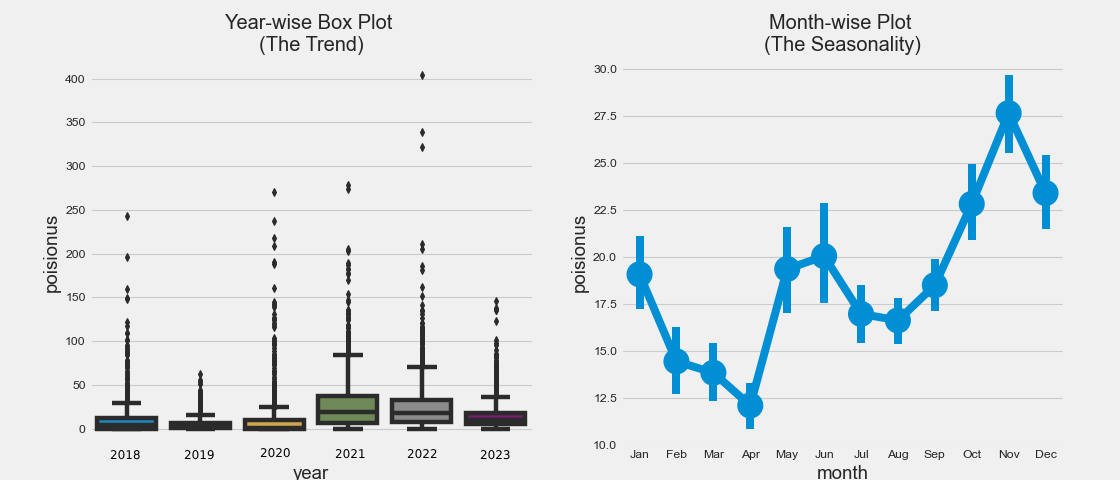 Year-wise Box Plot
(The Trend)
400
350
300
250
200
150
100
50
0
poisionus
2018 2019 2020 2021 2022 2023
year
Month-wise Plot
(The Seasonality)
30.0
27.5
25.0
22.5
20.0
17.5
15.0
12.5
10.0
poisionus
Jan Feb Mar Apr May Jun Jul Aug Sep Oct Nov Dec
month